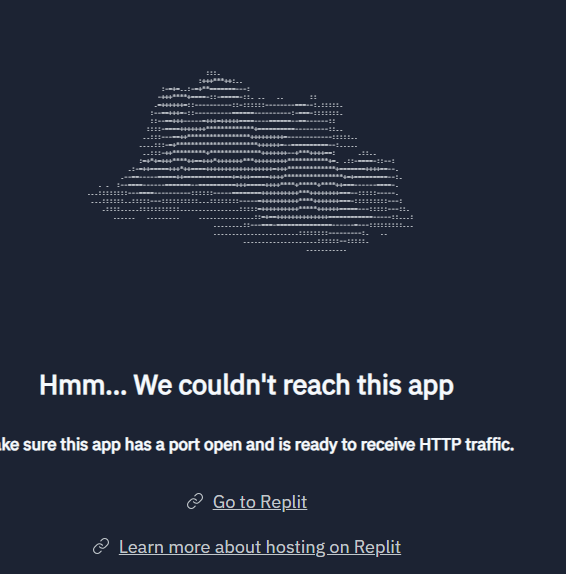 Hmm... We couldn't reach this app
sure this app has a port open and is ready to receive HTTP traffic.
Go to Replit
Learn more about hosting on Replit